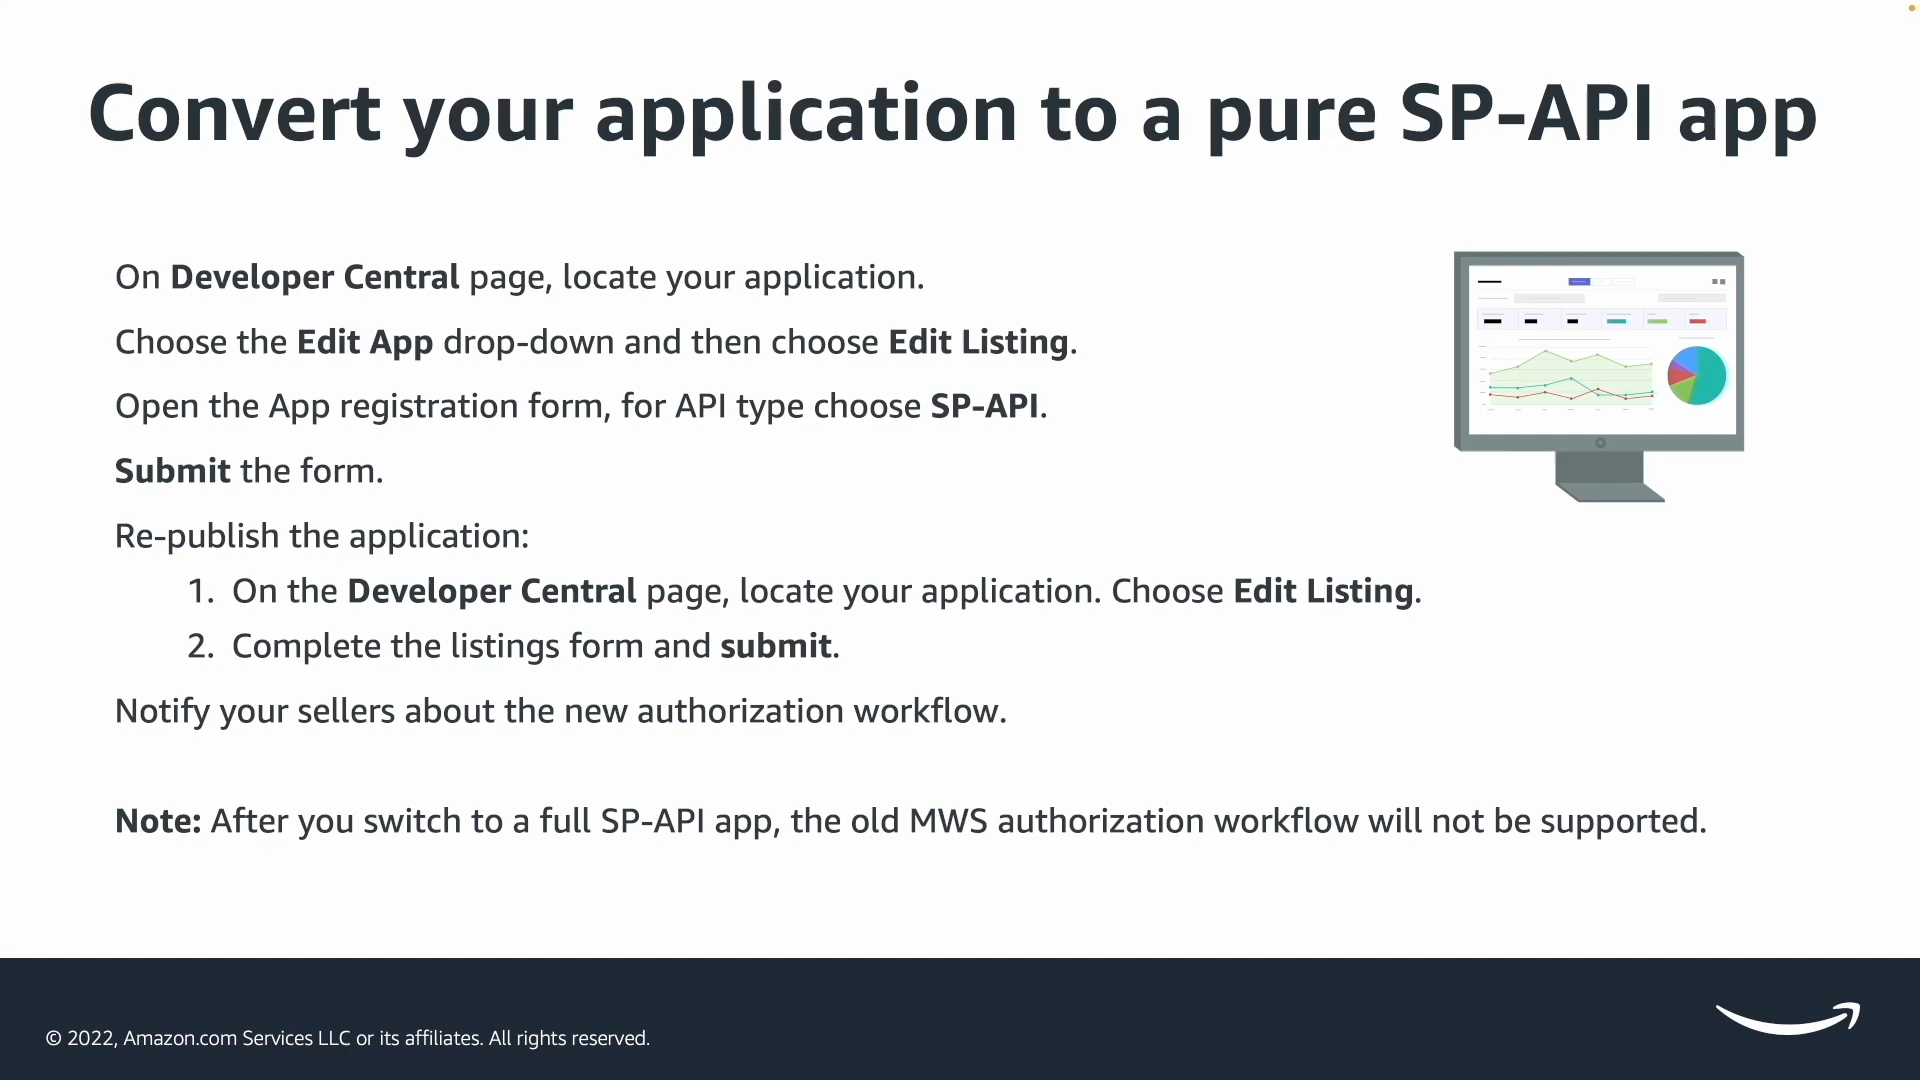 Convert your application to a pure SP-API app
On Developer Central page, locate your application.
Choose the Edit App drop-down and then choose Edit Listing.
Open the App registration form, for API type choose SP-API.
Submit the form.
Re-publish the application:
1. On the Developer Central page, locate your application. Choose Edit Listing.
2. Complete the listings form and submit.
Notify your sellers about the new authorization workflow.
Note: After you switch to a full SP-API app, the old MWS authorization workflow will not be supported.
© 2022, Amazon.com Services LLC or its affiliates. All rights reserved.